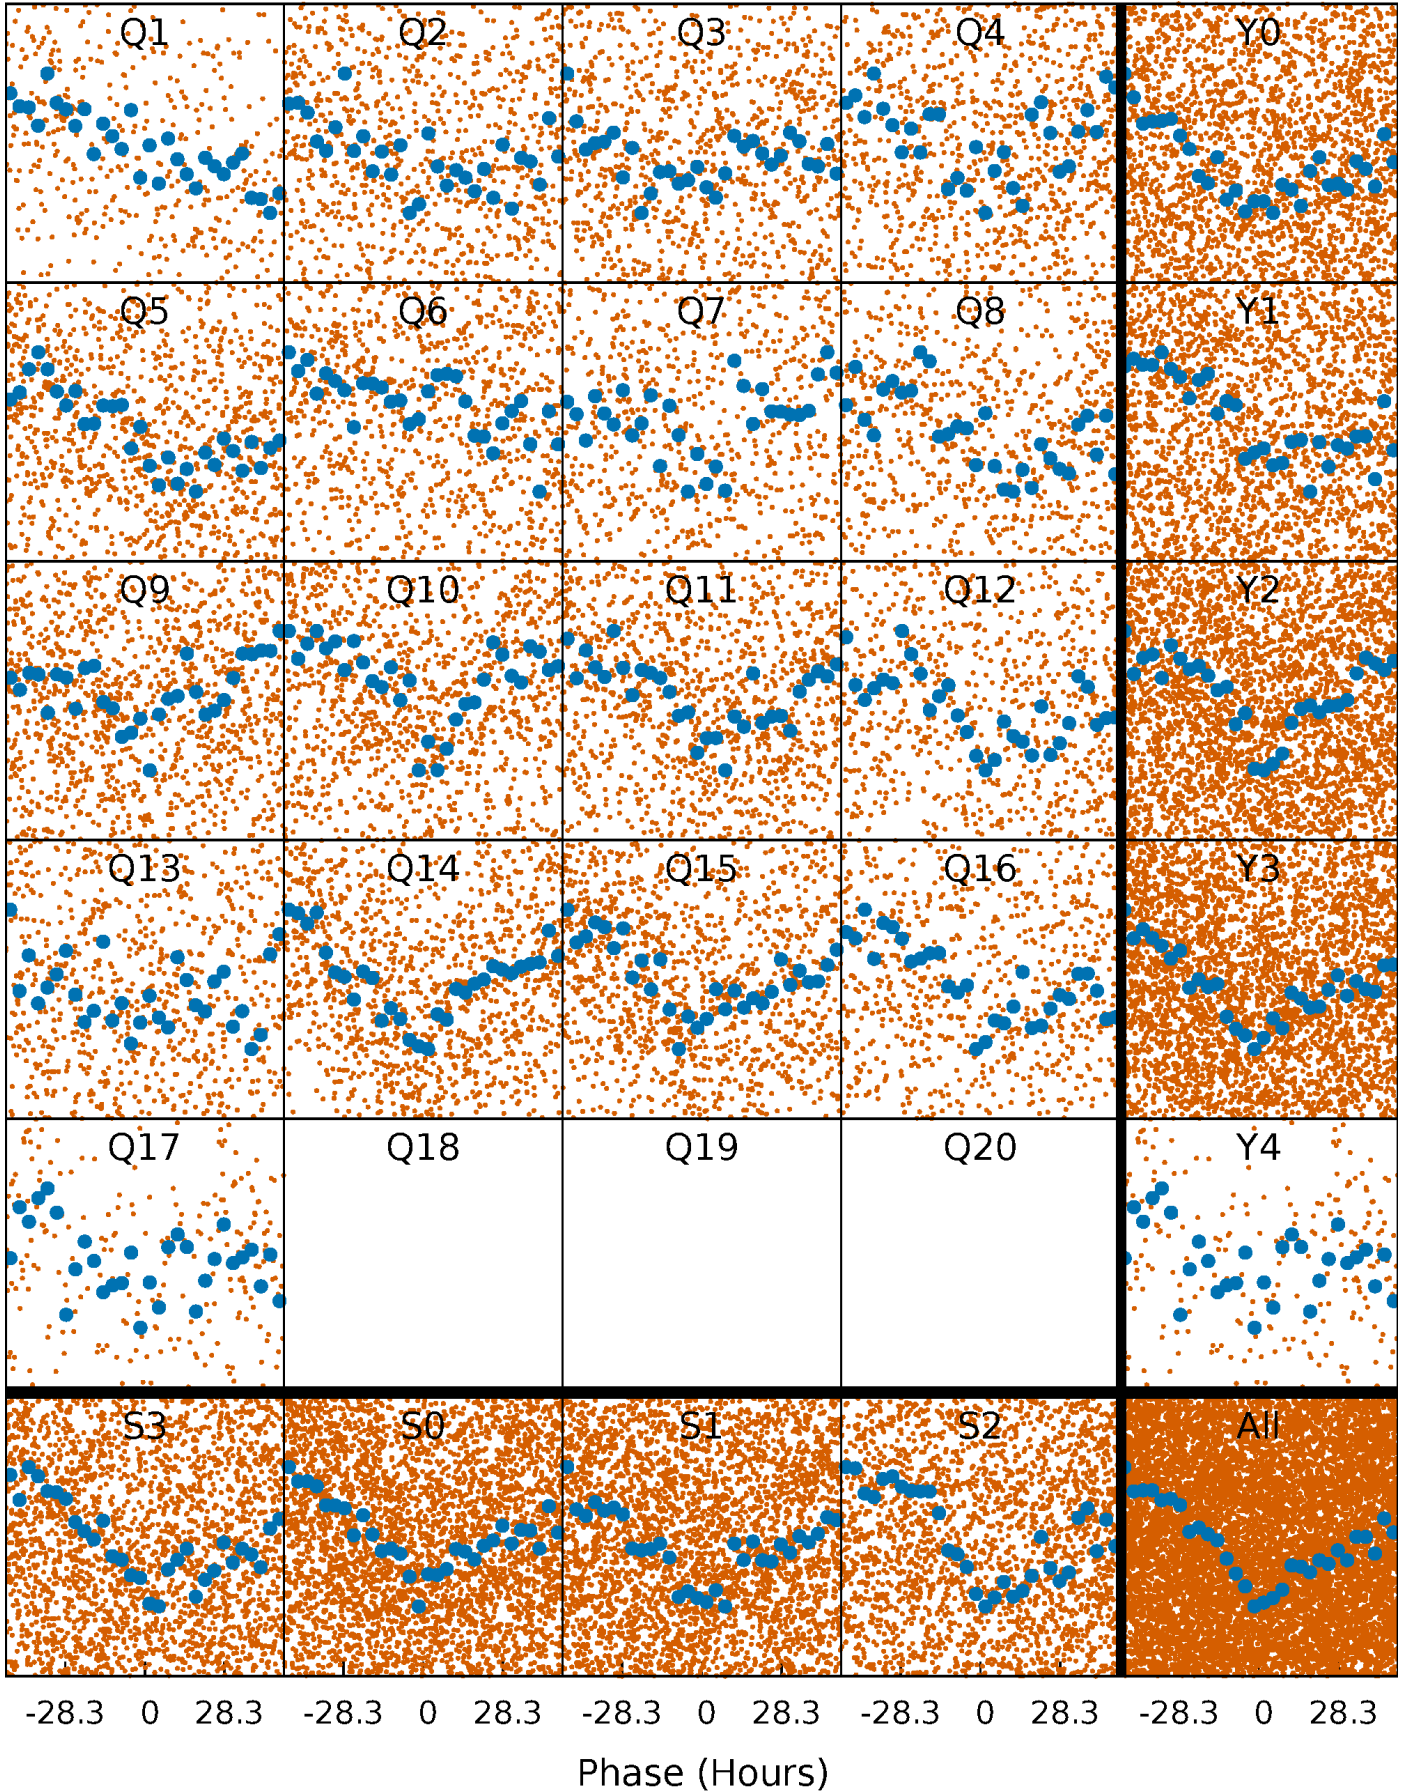 Q1 Q2 Q3 Q4 Y0
Q5 Q6 Q7 Q8 Y1
Q9 Q10 Q11 Q12 Y2
Q13 Q14 Q15 Q16 Y3
Q17 Q18 Q19 Q20 Y4
S3 S0 S1 S2 All
-28.3 0 28.3 -28.3 0 28.3 -28.3 0 28.3 -28.3 0 28.3 -28.3 0 28.3
Phase (Hours)